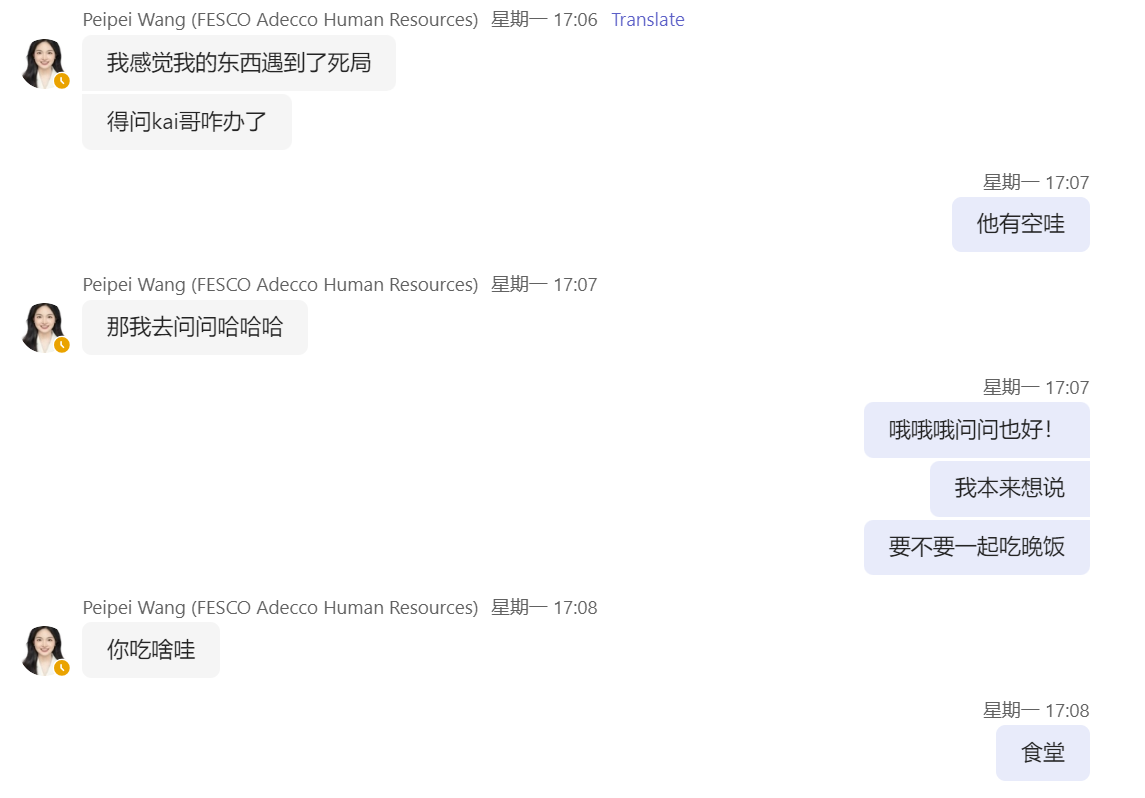 Peipei Wang (FESCO Adecco Human Resources) 星期一 17:06 Translate
我感觉我的东西遇到了死局
得问kai哥咋办了
星期一 17:07
他有空哇
Peipei Wang (FESCO Adecco Human Resources) 星期一 17:07
那我去问问哈哈哈
星期一 17:07
哦哦哦问问也好！
我本来想说
要不要一起吃晚饭
Peipei Wang (FESCO Adecco Human Resources) 星期一 17:08
你吃啥哇
星期一 17:08
食堂